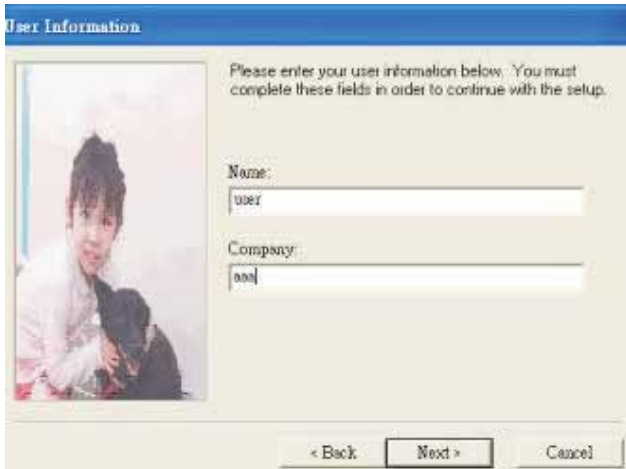 User Information
Please enter your user information below. You must
complete these fields in order to continue with the setup.
Name:
user
Company:
aaa
< Back
Next >
Cancel